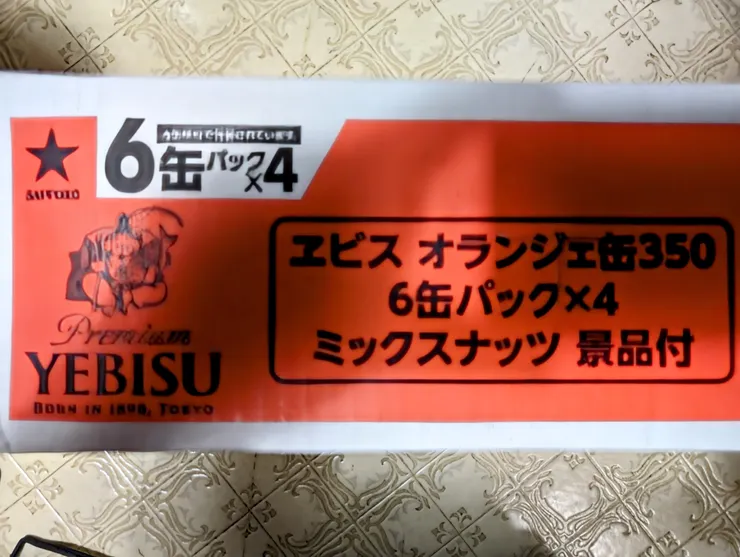 SAPPORO
6缶パック×4
Premium
YEBISU
BORN IN 1890, TOKYO
ヱビス オランジェ缶350
6缶パック×4
ミックスナッツ 景品付